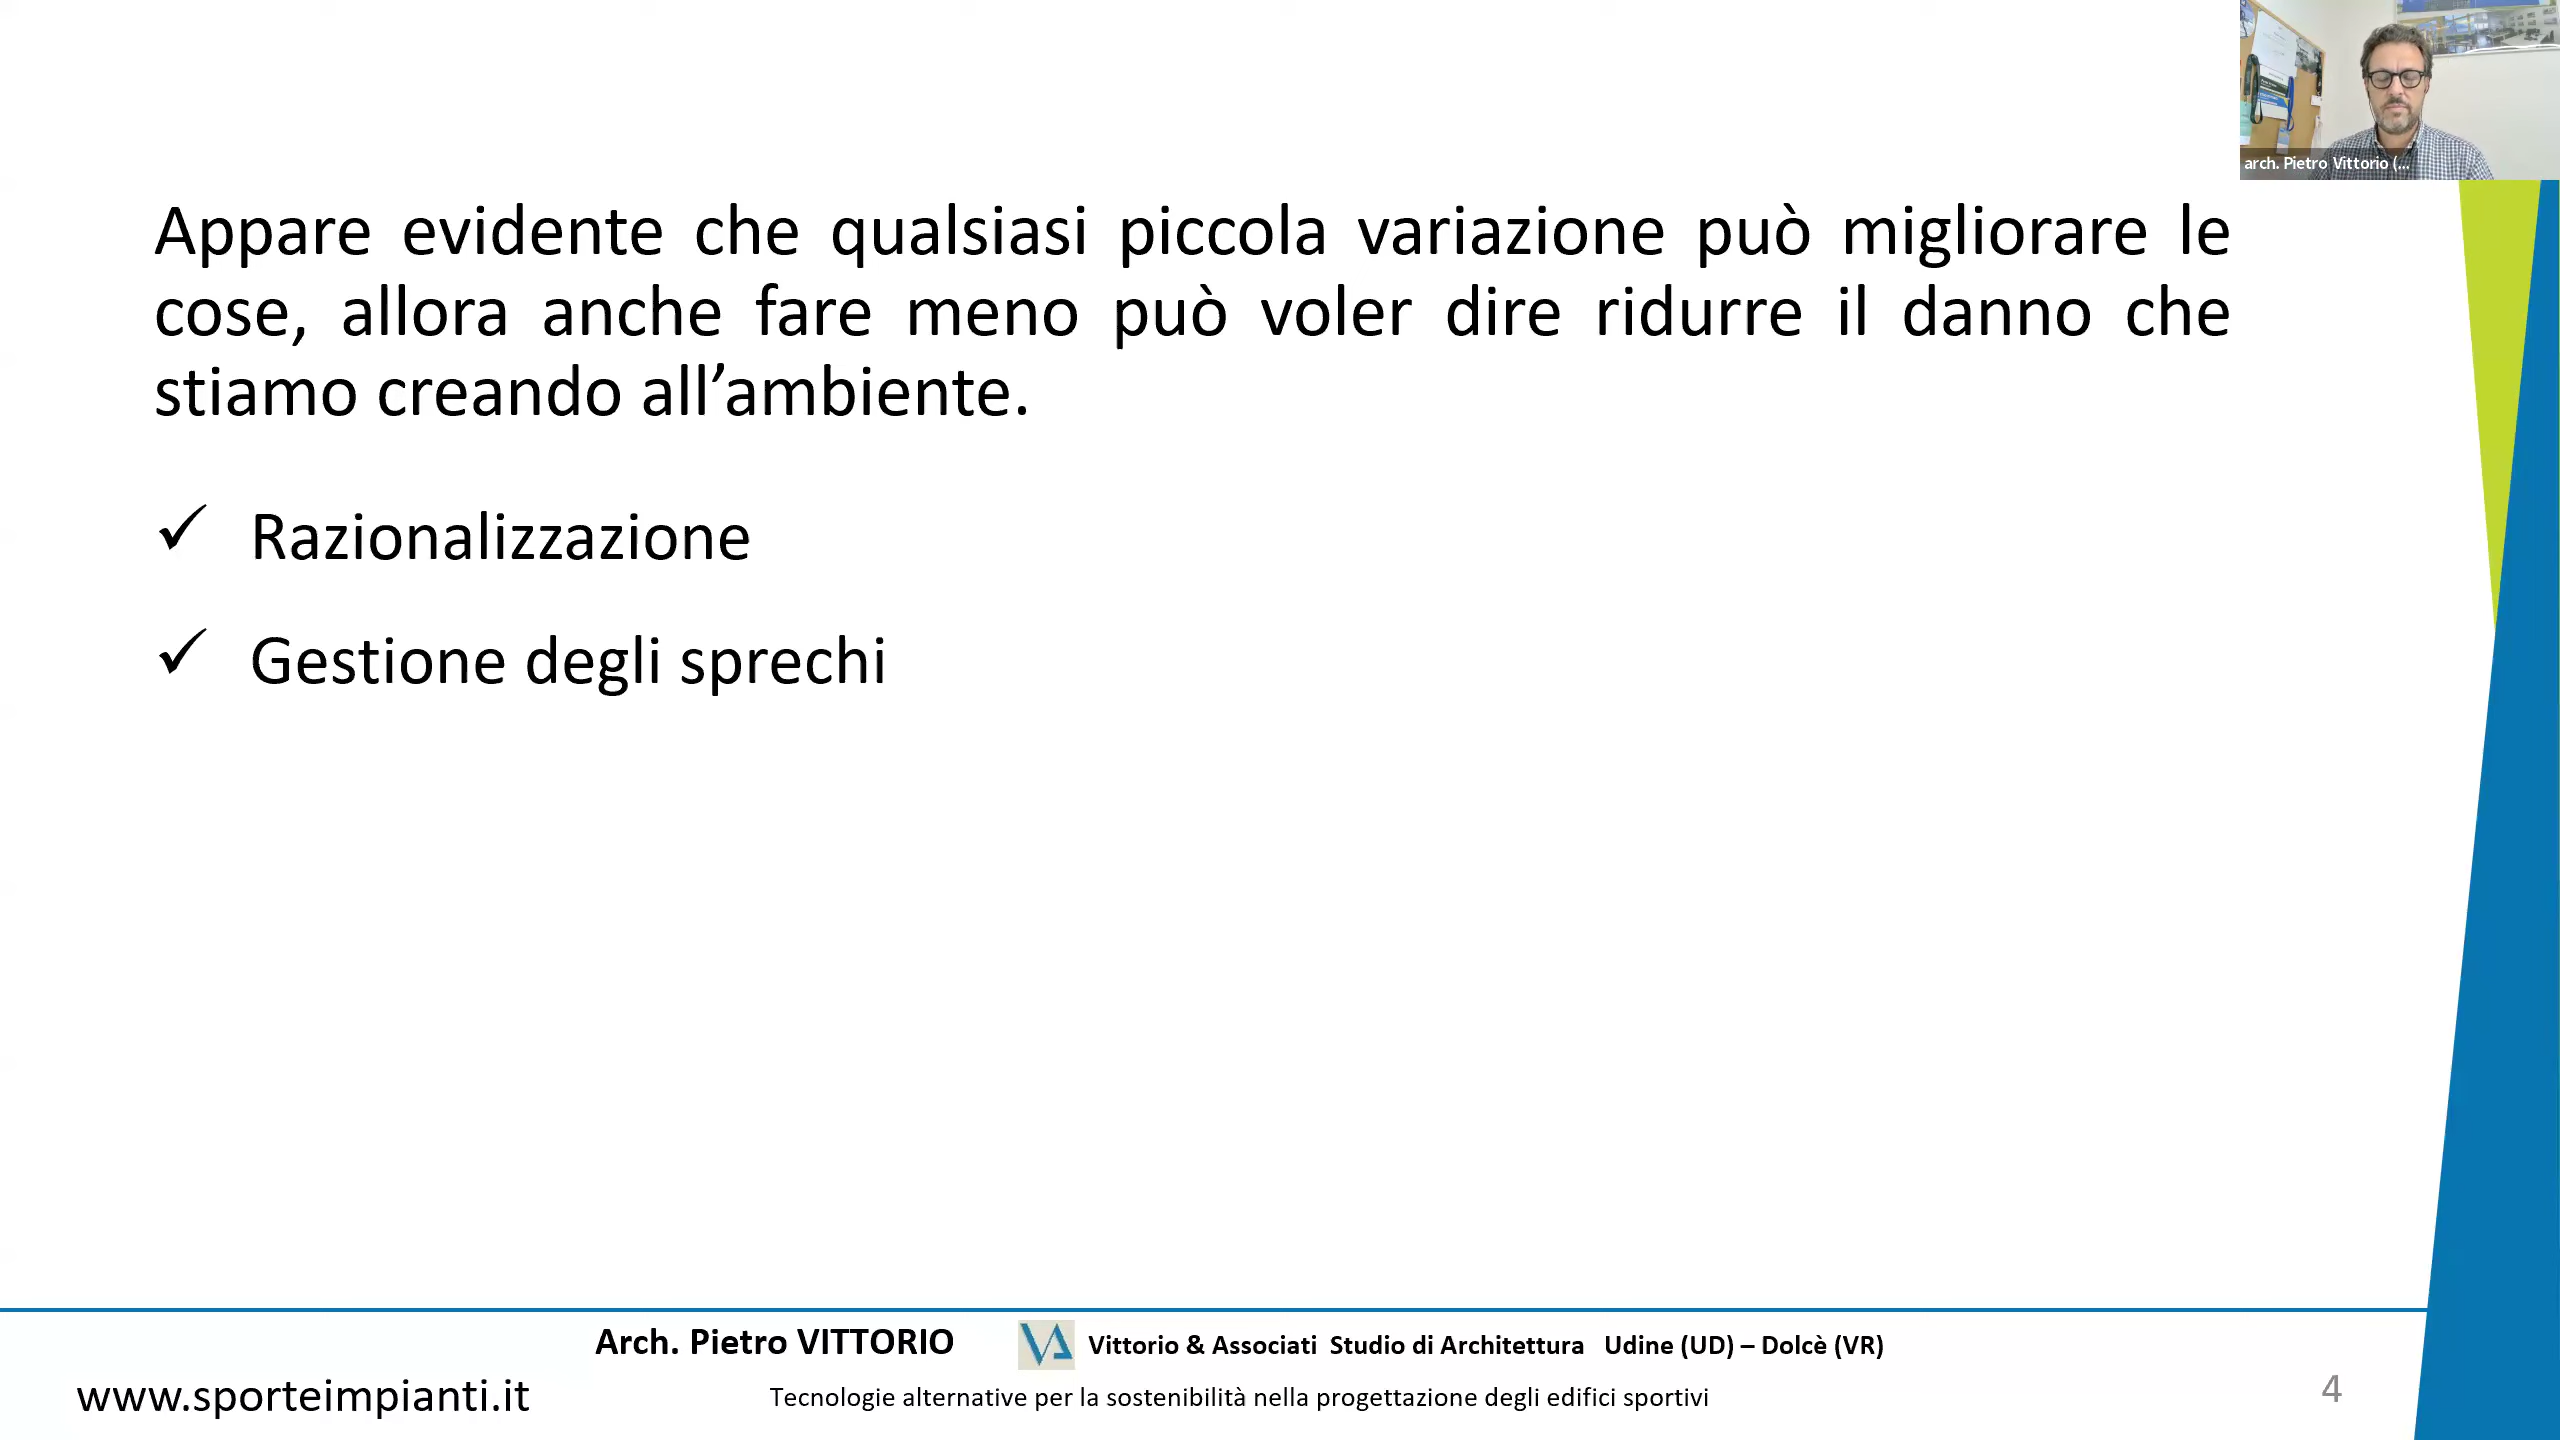 arch. Pietro Vittorio (...
Appare evidente che qualsiasi piccola variazione può migliorare le
cose, allora anche fare meno può voler dire ridurre il danno che
stiamo creando all’ambiente.
✓ Razionalizzazione
✓ Gestione degli sprechi
Arch. Pietro VITTORIO VA Vittorio & Associati Studio di Architettura Udine (UD) – Dolcè (VR)
www.sporteimpianti.it Tecnologie alternative per la sostenibilità nella progettazione degli edifici sportivi 4